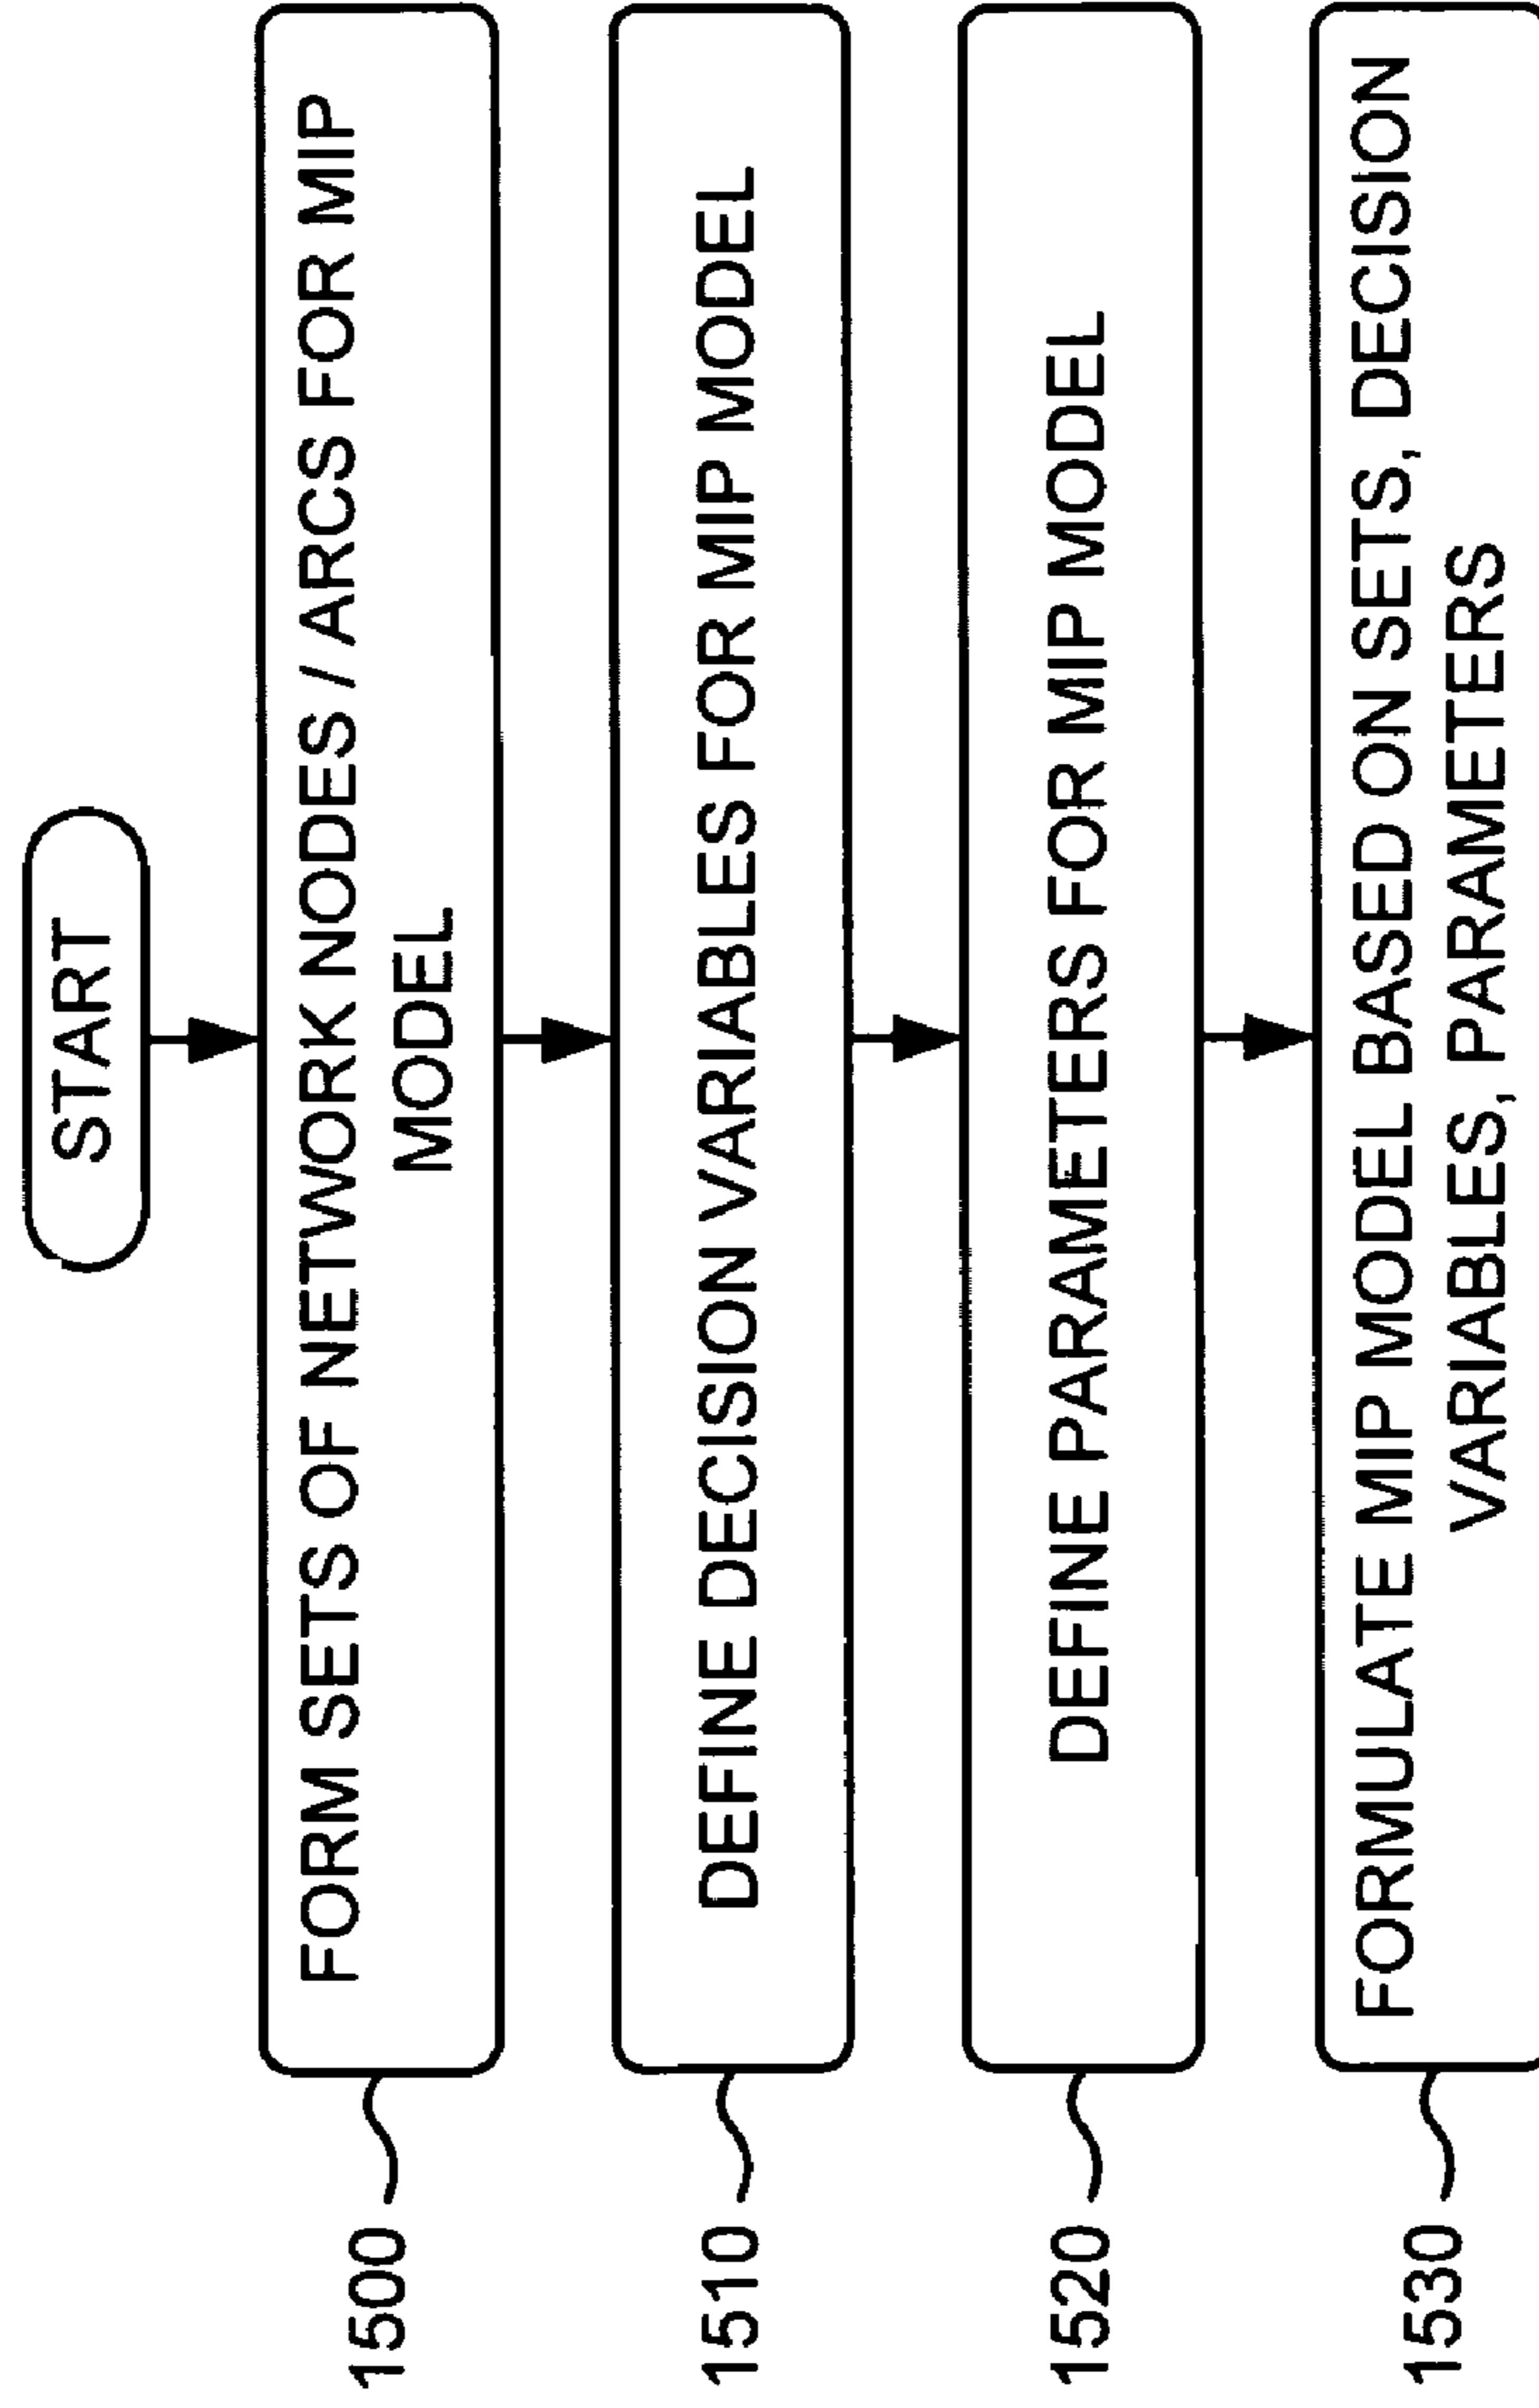 START
1500
FORM SETS OF NETWORK NODES / ARCS FOR MIP
MODEL
1510
DEFINE DECISION VARIABLES FOR MIP MODEL
1520
DEFINE PARAMETERS FOR MIP MODEL
1530
FORMULATE MIP MODEL BASED ON SETS, DECISION
VARIABLES, PARAMETERS